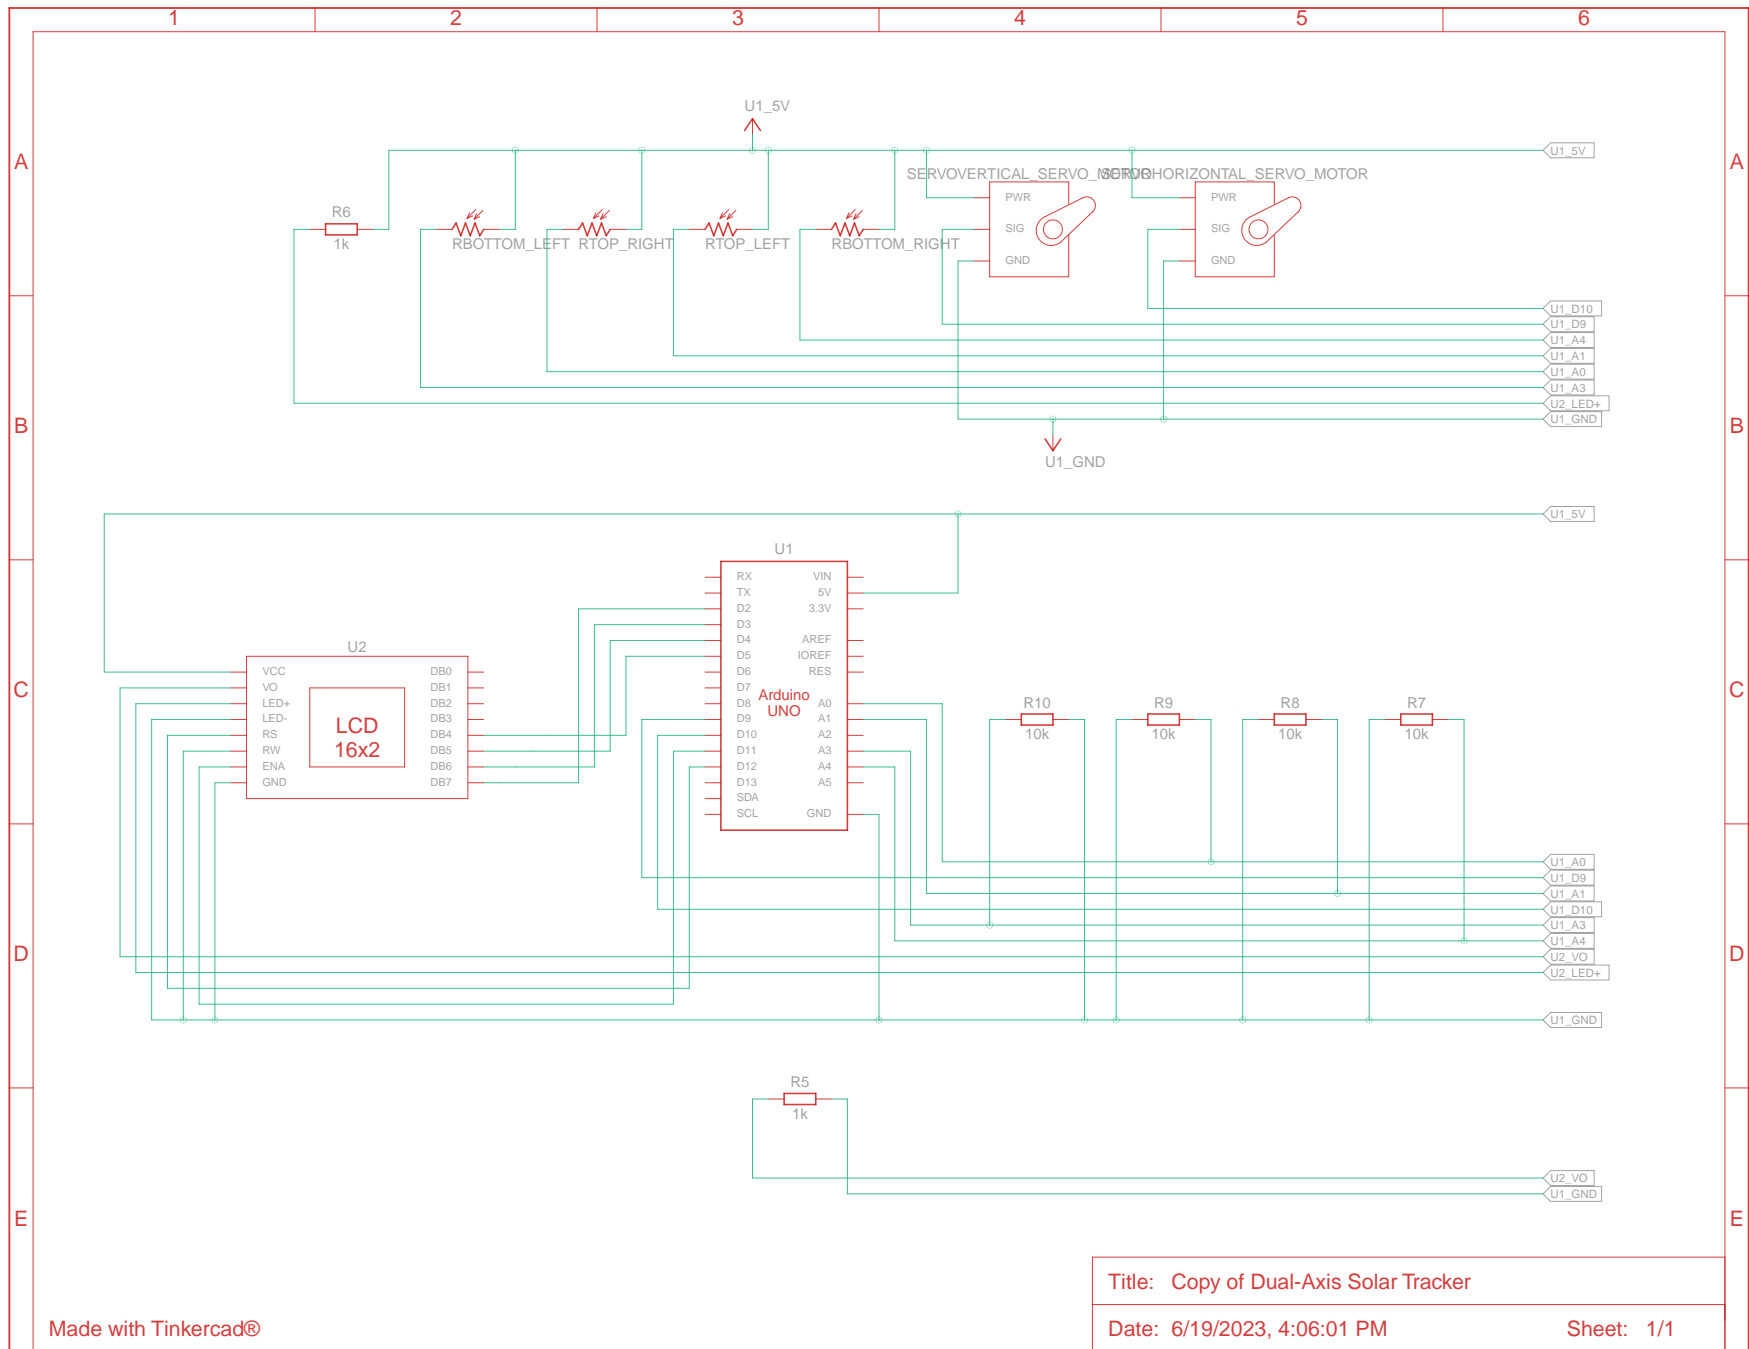 1 2 3 4 5 6
U1_5V
A A
U1_5V
SERVOVERTICAL_SERVO_MOTOR SERVOHORIZONTAL_SERVO_MOTOR
PWR PWR
R6
SIG SIG
1k RBOTTOM_LEFT RTOP_RIGHT RTOP_LEFT RBOTTOM_RIGHT
GND GND
U1_D10
U1_D9
U1_A4
U1_A1
U1_A0
U1_A3
U2_LED+
U1_GND
B B
U1_GND
U1_5V
U1
RX VIN
TX 5V
D2 3.3V
D3
D4 AREF
D5 IOREF
D6 RES
D7
D8 A0
D9 A1
D10 A2
D11 A3
D12 A4
D13 A5
SDA
SCL GND
Arduino
UNO
U2
VCC DB0
VO DB1
LED+ DB2
LED- DB3
RS DB4
RW DB5
ENA DB6
GND DB7
LCD
16x2
C C
R10 R9 R8 R7
10k 10k 10k 10k
U1_A0
U1_D9
U1_A1
U1_D10
U1_A3
U1_A4
U2_VO
U2_LED+
D D
U1_GND
R5
1k
U2_VO
U1_GND
E E
Title: Copy of Dual-Axis Solar Tracker
Made with Tinkercad®
Date: 6/19/2023, 4:06:01 PM Sheet: 1/1